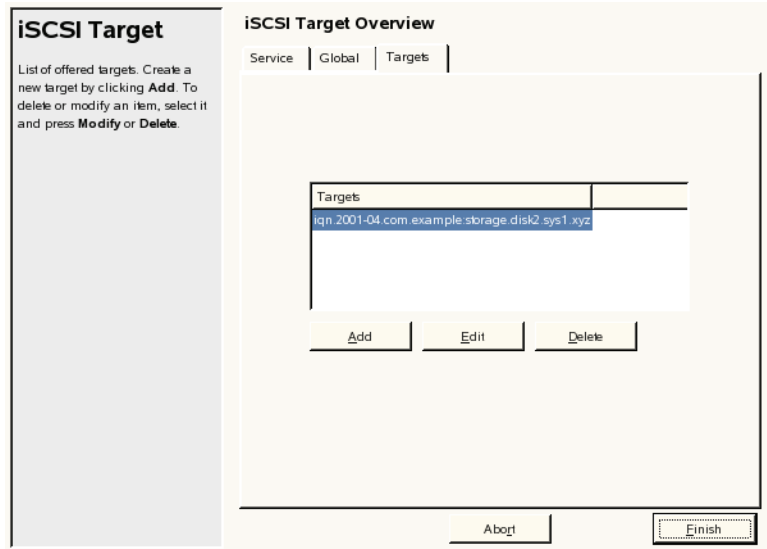 iSCSI Target
List of offered targets. Create a
new target by clicking Add. To
delete or modify an item, select it
and press Modify or Delete.
iSCSI Target Overview
Service Global Targets
Targets
iqn.2001-04.com.example:storage.disk2.sys1.xyz
Add Edit Delete
Abort Finish